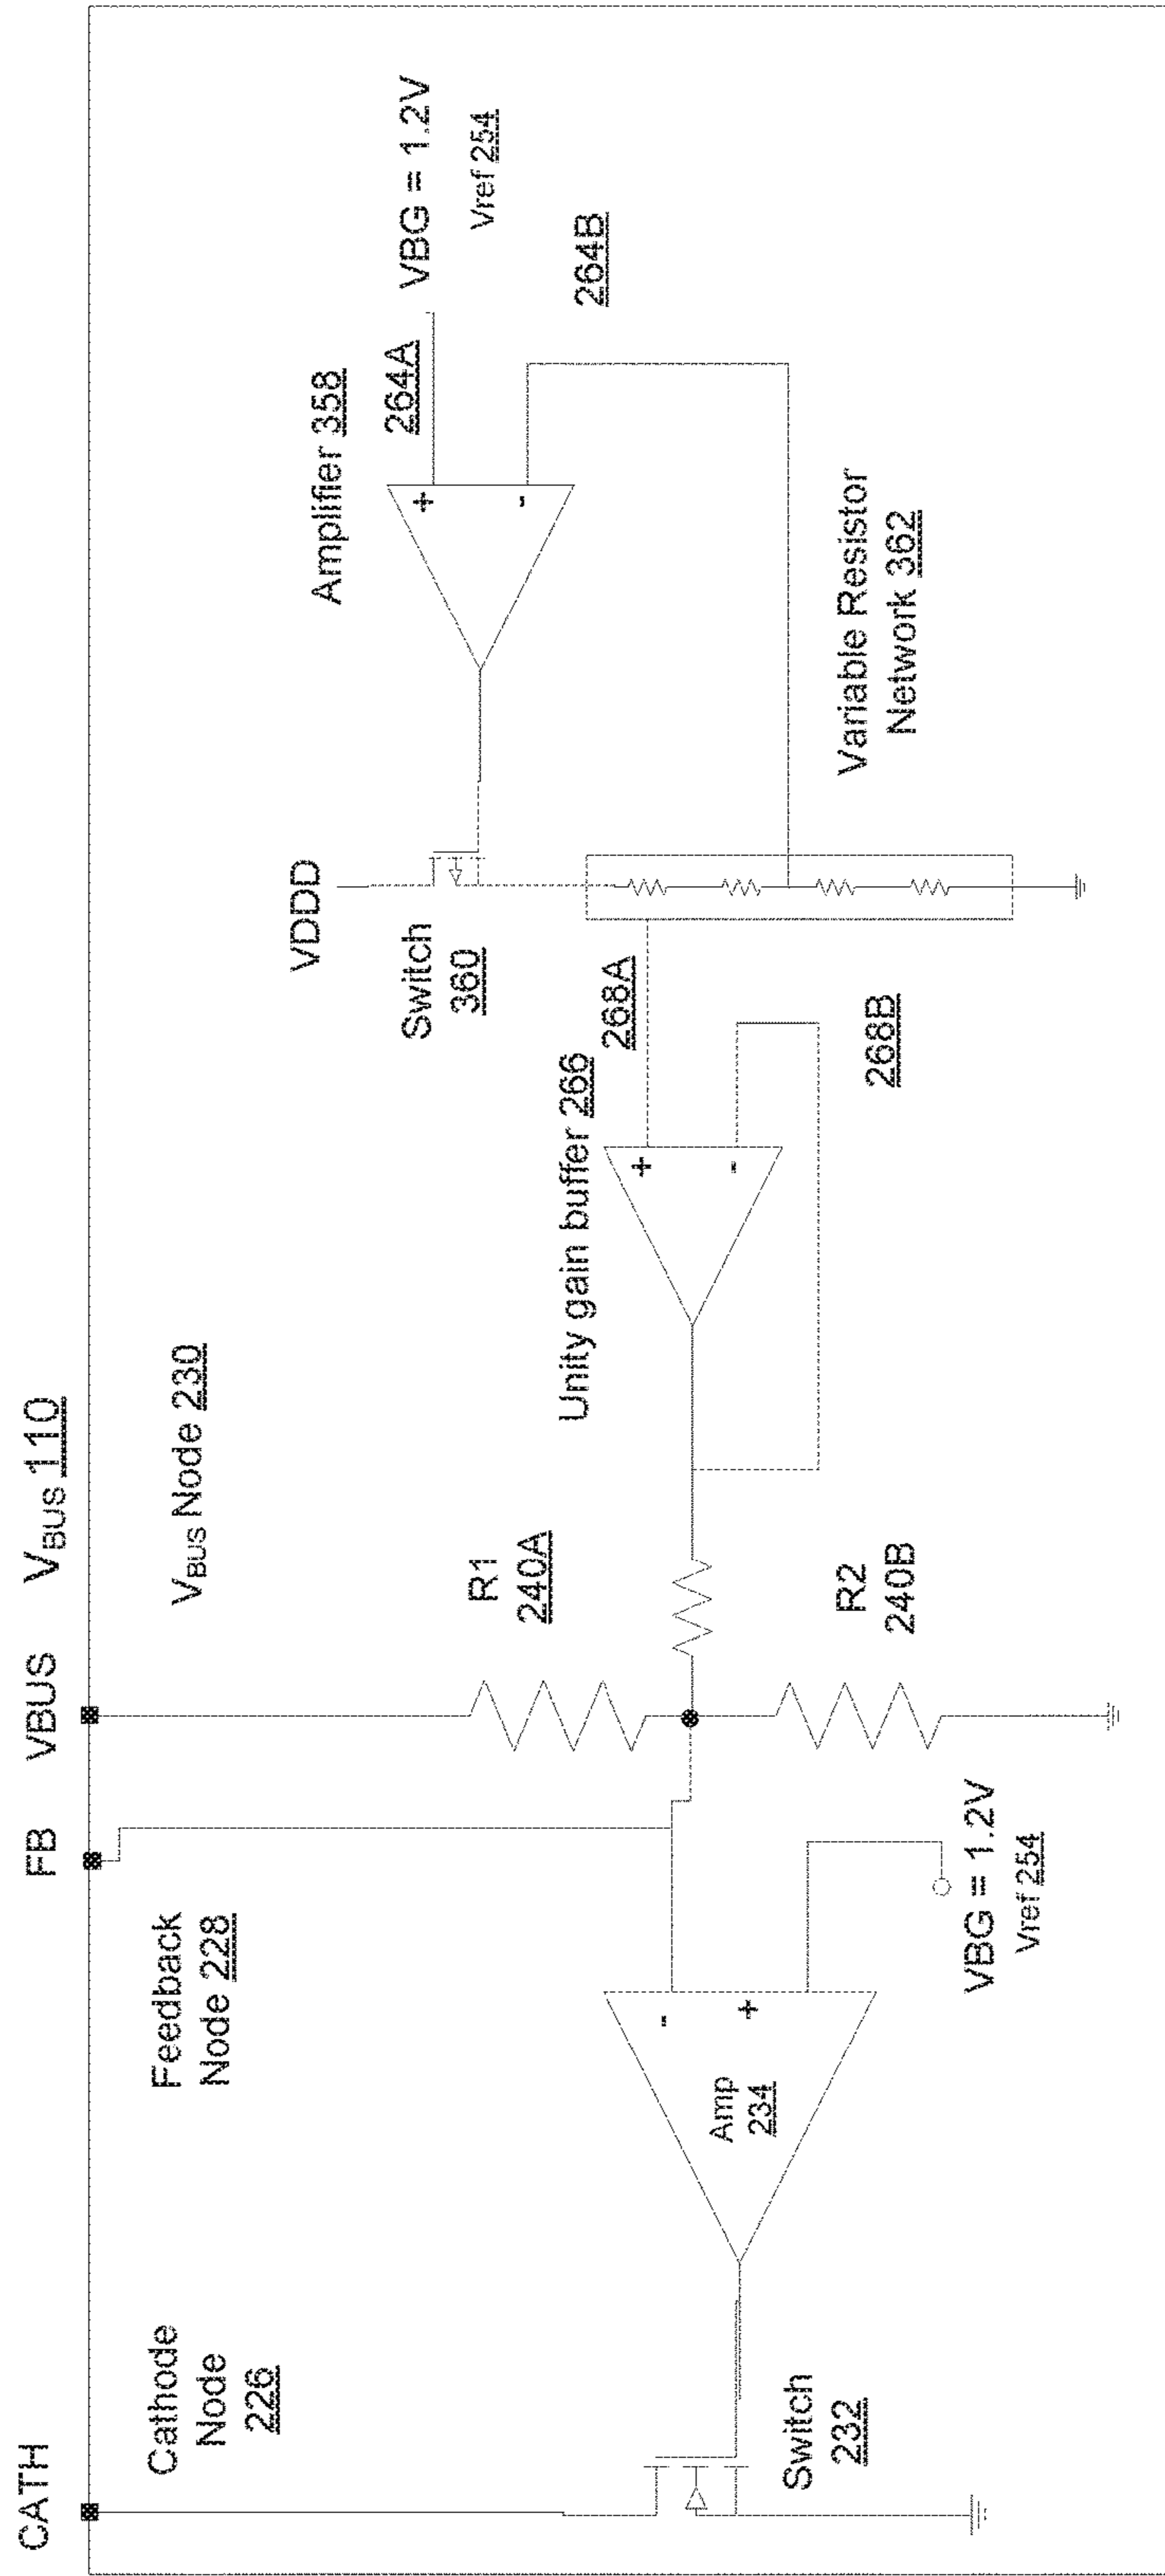 CATH
FB
VBUS
VBUS 110
Cathode
Node
226
Feedback
Node 228
VBUS Node 230
Switch
232
Amp
234
-
+
VBG = 1.2V
Vref 254
R1
240A
R2
240B
Unity gain buffer 266
+
-
268A
268B
VDDD
Switch
360
Amplifier 358
+
-
264A
VBG = 1.2V
Vref 254
264B
Variable Resistor
Network 362